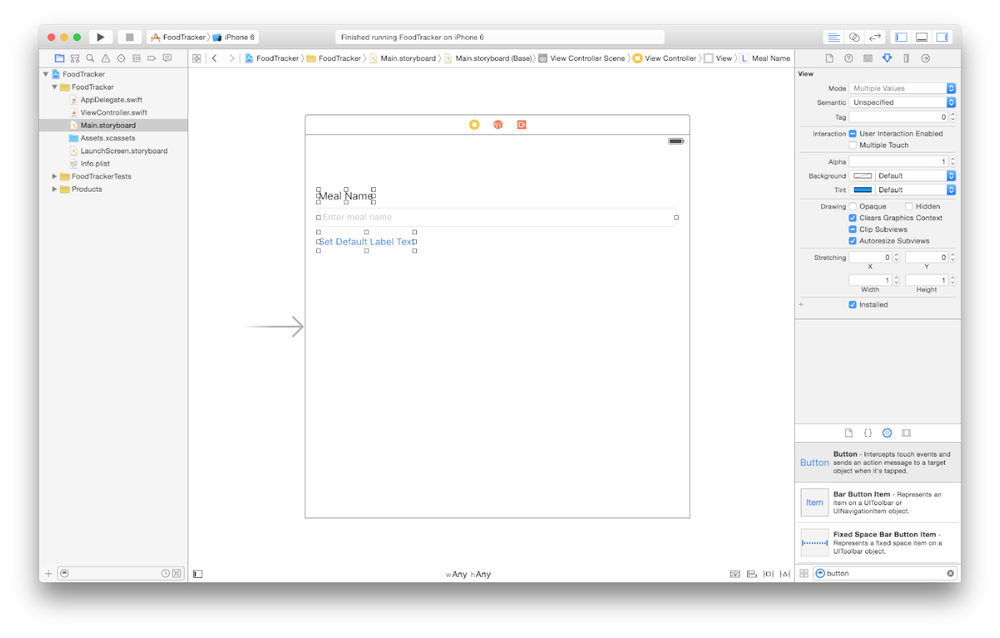 FoodTracker 〉 iPhone 6
Finished running FoodTracker on iPhone 6
FoodTracker 〉 FoodTracker 〉 Main.storyboard 〉 Main.storyboard (Base) 〉 View Controller Scene 〉 View Controller 〉 View 〉 L Meal Name
FoodTracker
FoodTracker
AppDelegate.swift
ViewController.swift
Main.storyboard
Assets.xcassets
LaunchScreen.storyboard
Info.plist
FoodTrackerTests
Products
Meal Name
Enter meal name
Set Default Label Text
wAny hAny
View
Mode Multiple Values
Semantic Unspecified
Tag 0
Interaction User Interaction Enabled
Multiple Touch
Alpha 1
Background Default
Tint Default
Drawing Opaque Hidden
Clears Graphics Context
Clip Subviews
Autoresize Subviews
Stretching 0 0
X Y
1 1
Width Height
+ Installed
{}
Button
Button - Intercepts touch events and
sends an action message to a target
object when it's tapped.
Item
Bar Button Item - Represents an
item on a UIToolbar or
UINavigationItem object.
Fixed Space Bar Button Item -
Represents a fixed space item on a
UIToolbar object.
button